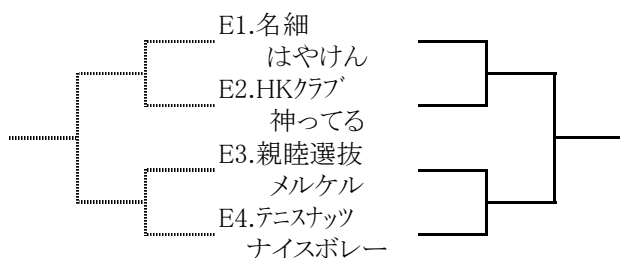 E1.名細
はやけん
E2.HKｸﾗﾌﾞ
神ってる
E3.親睦選抜
メルケル
E4.ﾃﾆｽﾅｯﾂ
ナイスボレー